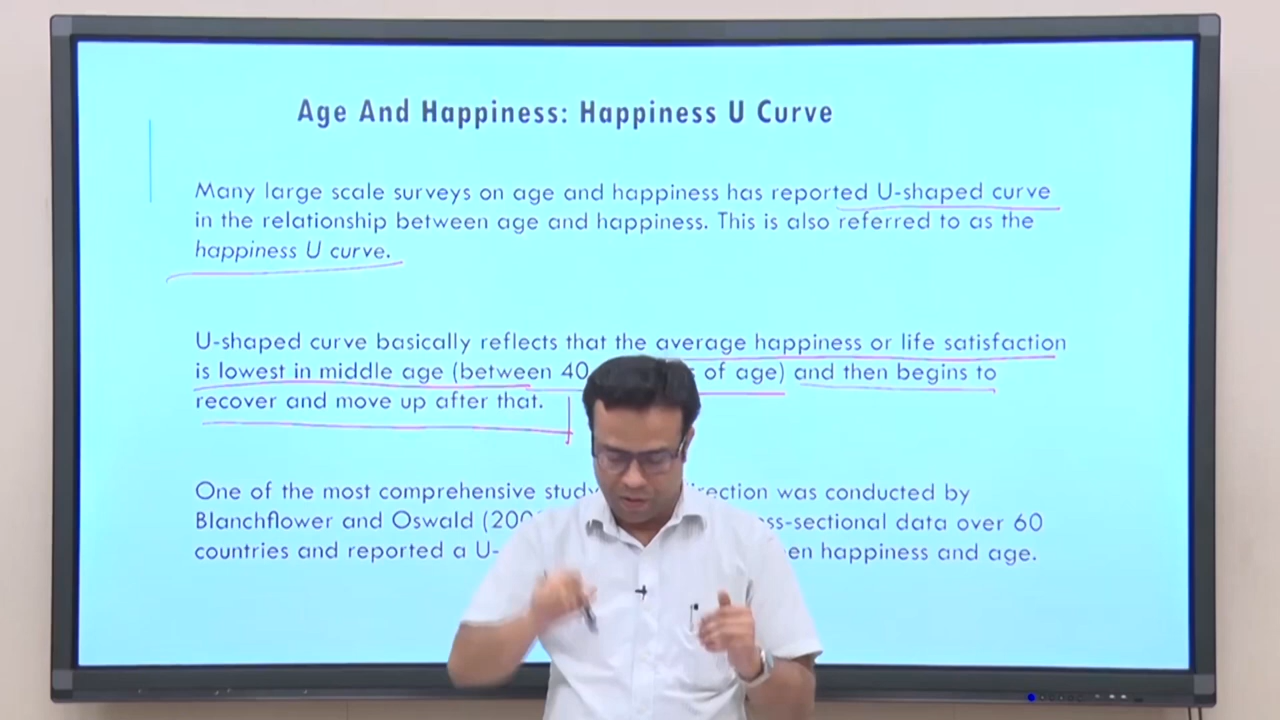 Age And Happiness: Happiness U Curve
Many large scale surveys on age and happiness has reported U-shaped curve
in the relationship between age and happiness. This is also referred to as the
happiness U curve.
U-shaped curve basically reflects that the average happiness or life satisfaction
is lowest in middle age (between 40 of age) and then begins to
recover and move up after that.
One of the most comprehensive study was conducted by
Blanchflower and Oswald data over 60
countries and reported a happiness and age.